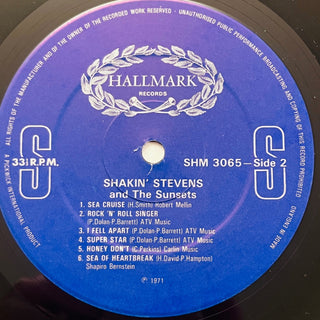 ALL RIGHTS OF THE MANUFACTURER AND OF THE OWNER OF THE RECORDED WORK RESERVED - UNAUTHORISED PUBLIC PERFORMANCE BROADCASTING AND COPYING OF THIS RECORD PROHIBITED
HALLMARK
RECORDS
S
S
33⅓ R.P.M.
SHM 3065—Side 2
SHAKIN' STEVENS
and The Sunsets
1. SEA CRUISE (H. Smith) Robert Mellin
2. ROCK 'N' ROLL SINGER
(P.Dolan-P.Barrett) ATV Music
3. I FELL APART (P.Dolan-P.Barrett) ATV Music
4. SUPER STAR (P.Dolan-P.Barrett) ATV Music
5. HONEY DON'T (C.Perkins) Carlin Music
6. SEA OF HEARTBREAK (H.David-P.Hampton)
Shapiro Bernstein
℗ 1971
A PICKWICK INTERNATIONAL PRODUCT
MADE IN ENGLAND